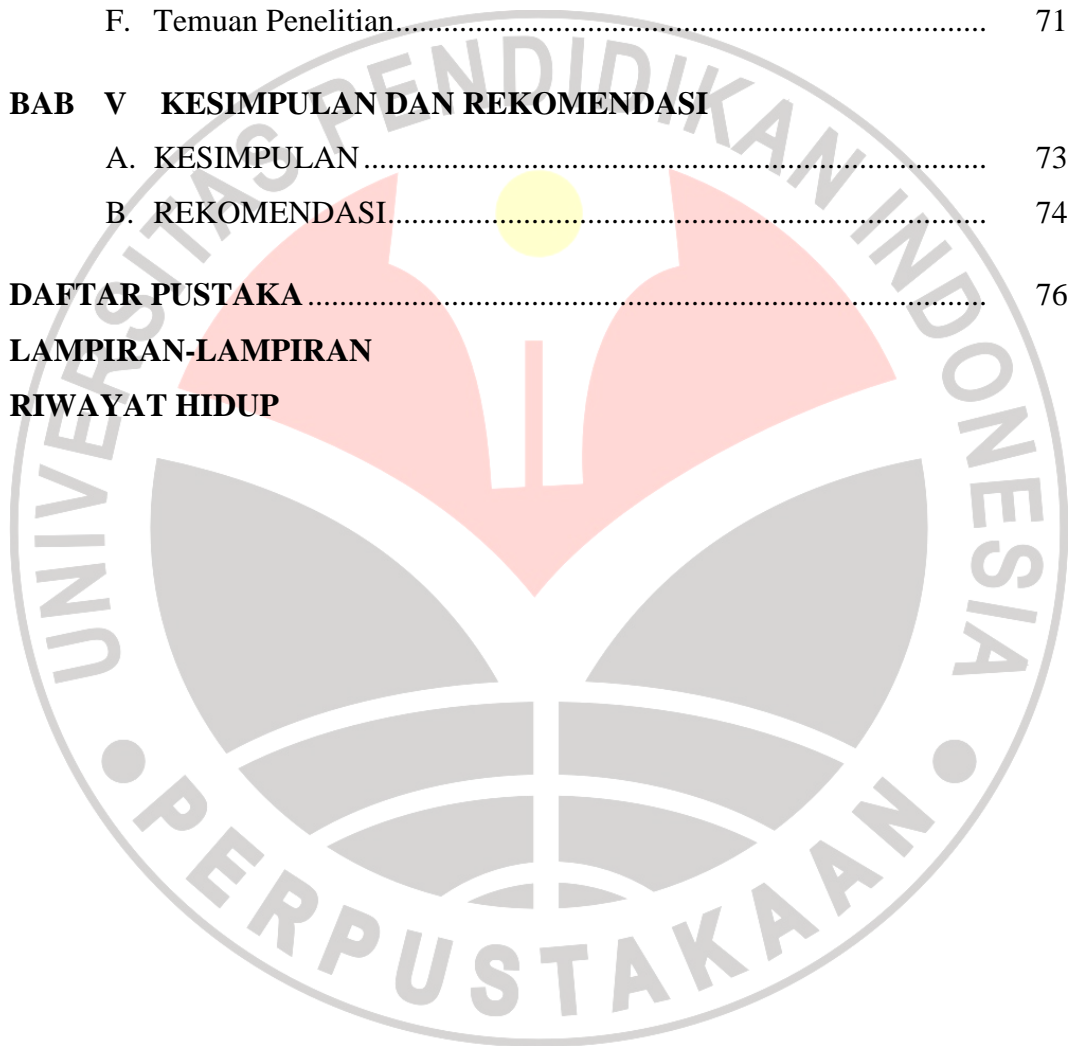 F. Temuan Penelitian........................................................................... 71
BAB V KESIMPULAN DAN REKOMENDASI
A. KESIMPULAN............................................................................... 73
B. REKOMENDASI............................................................................ 74
DAFTAR PUSTAKA...................................................................................... 76
LAMPIRAN-LAMPIRAN
RIWAYAT HIDUP
UNIVERSITAS PENDIDIKAN INDONESIA
PERPUSTAKAAN